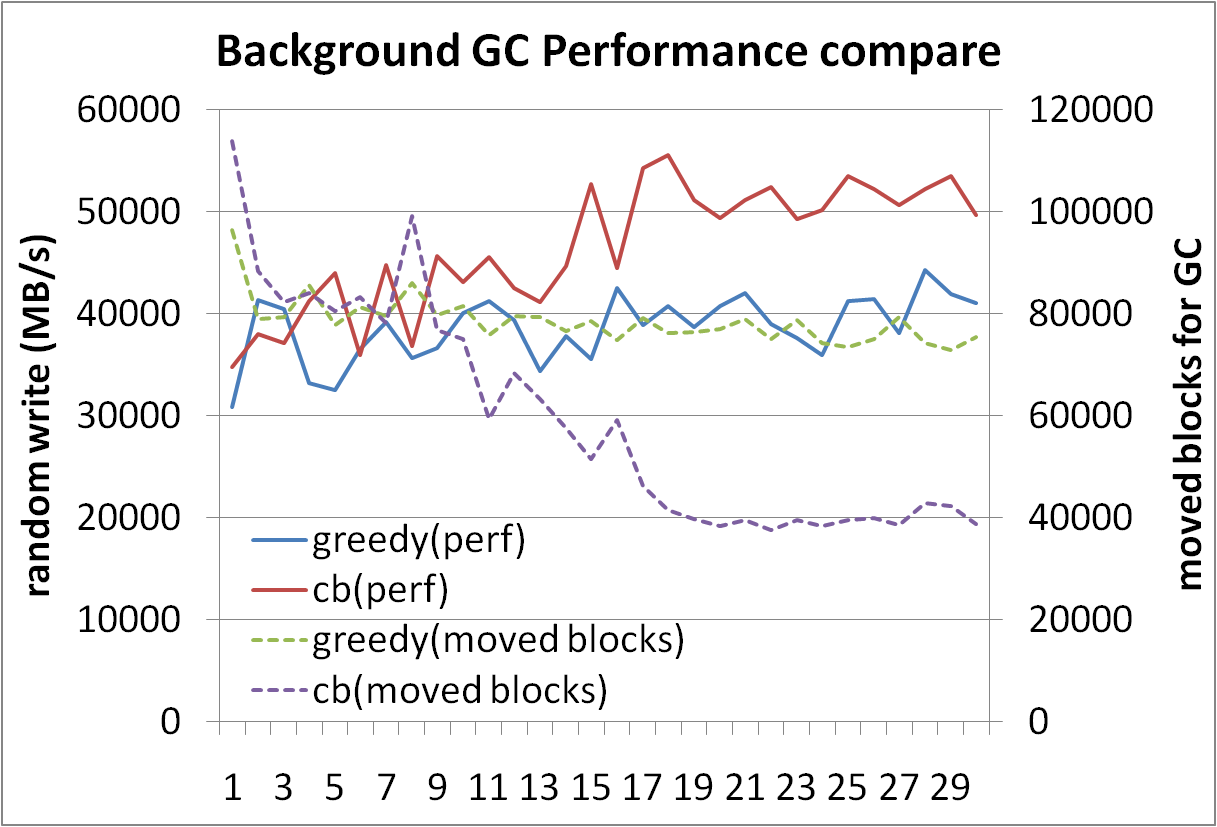 Background GC Performance compare
random write (MB/s)
60000
50000
40000
30000
20000
10000
0
greedy(perf)
cb(perf)
greedy(moved blocks)
cb(moved blocks)
120000
100000
80000
60000
40000
20000
0
moved blocks for GC
1 3 5 7 9 11 13 15 17 19 21 23 25 27 29